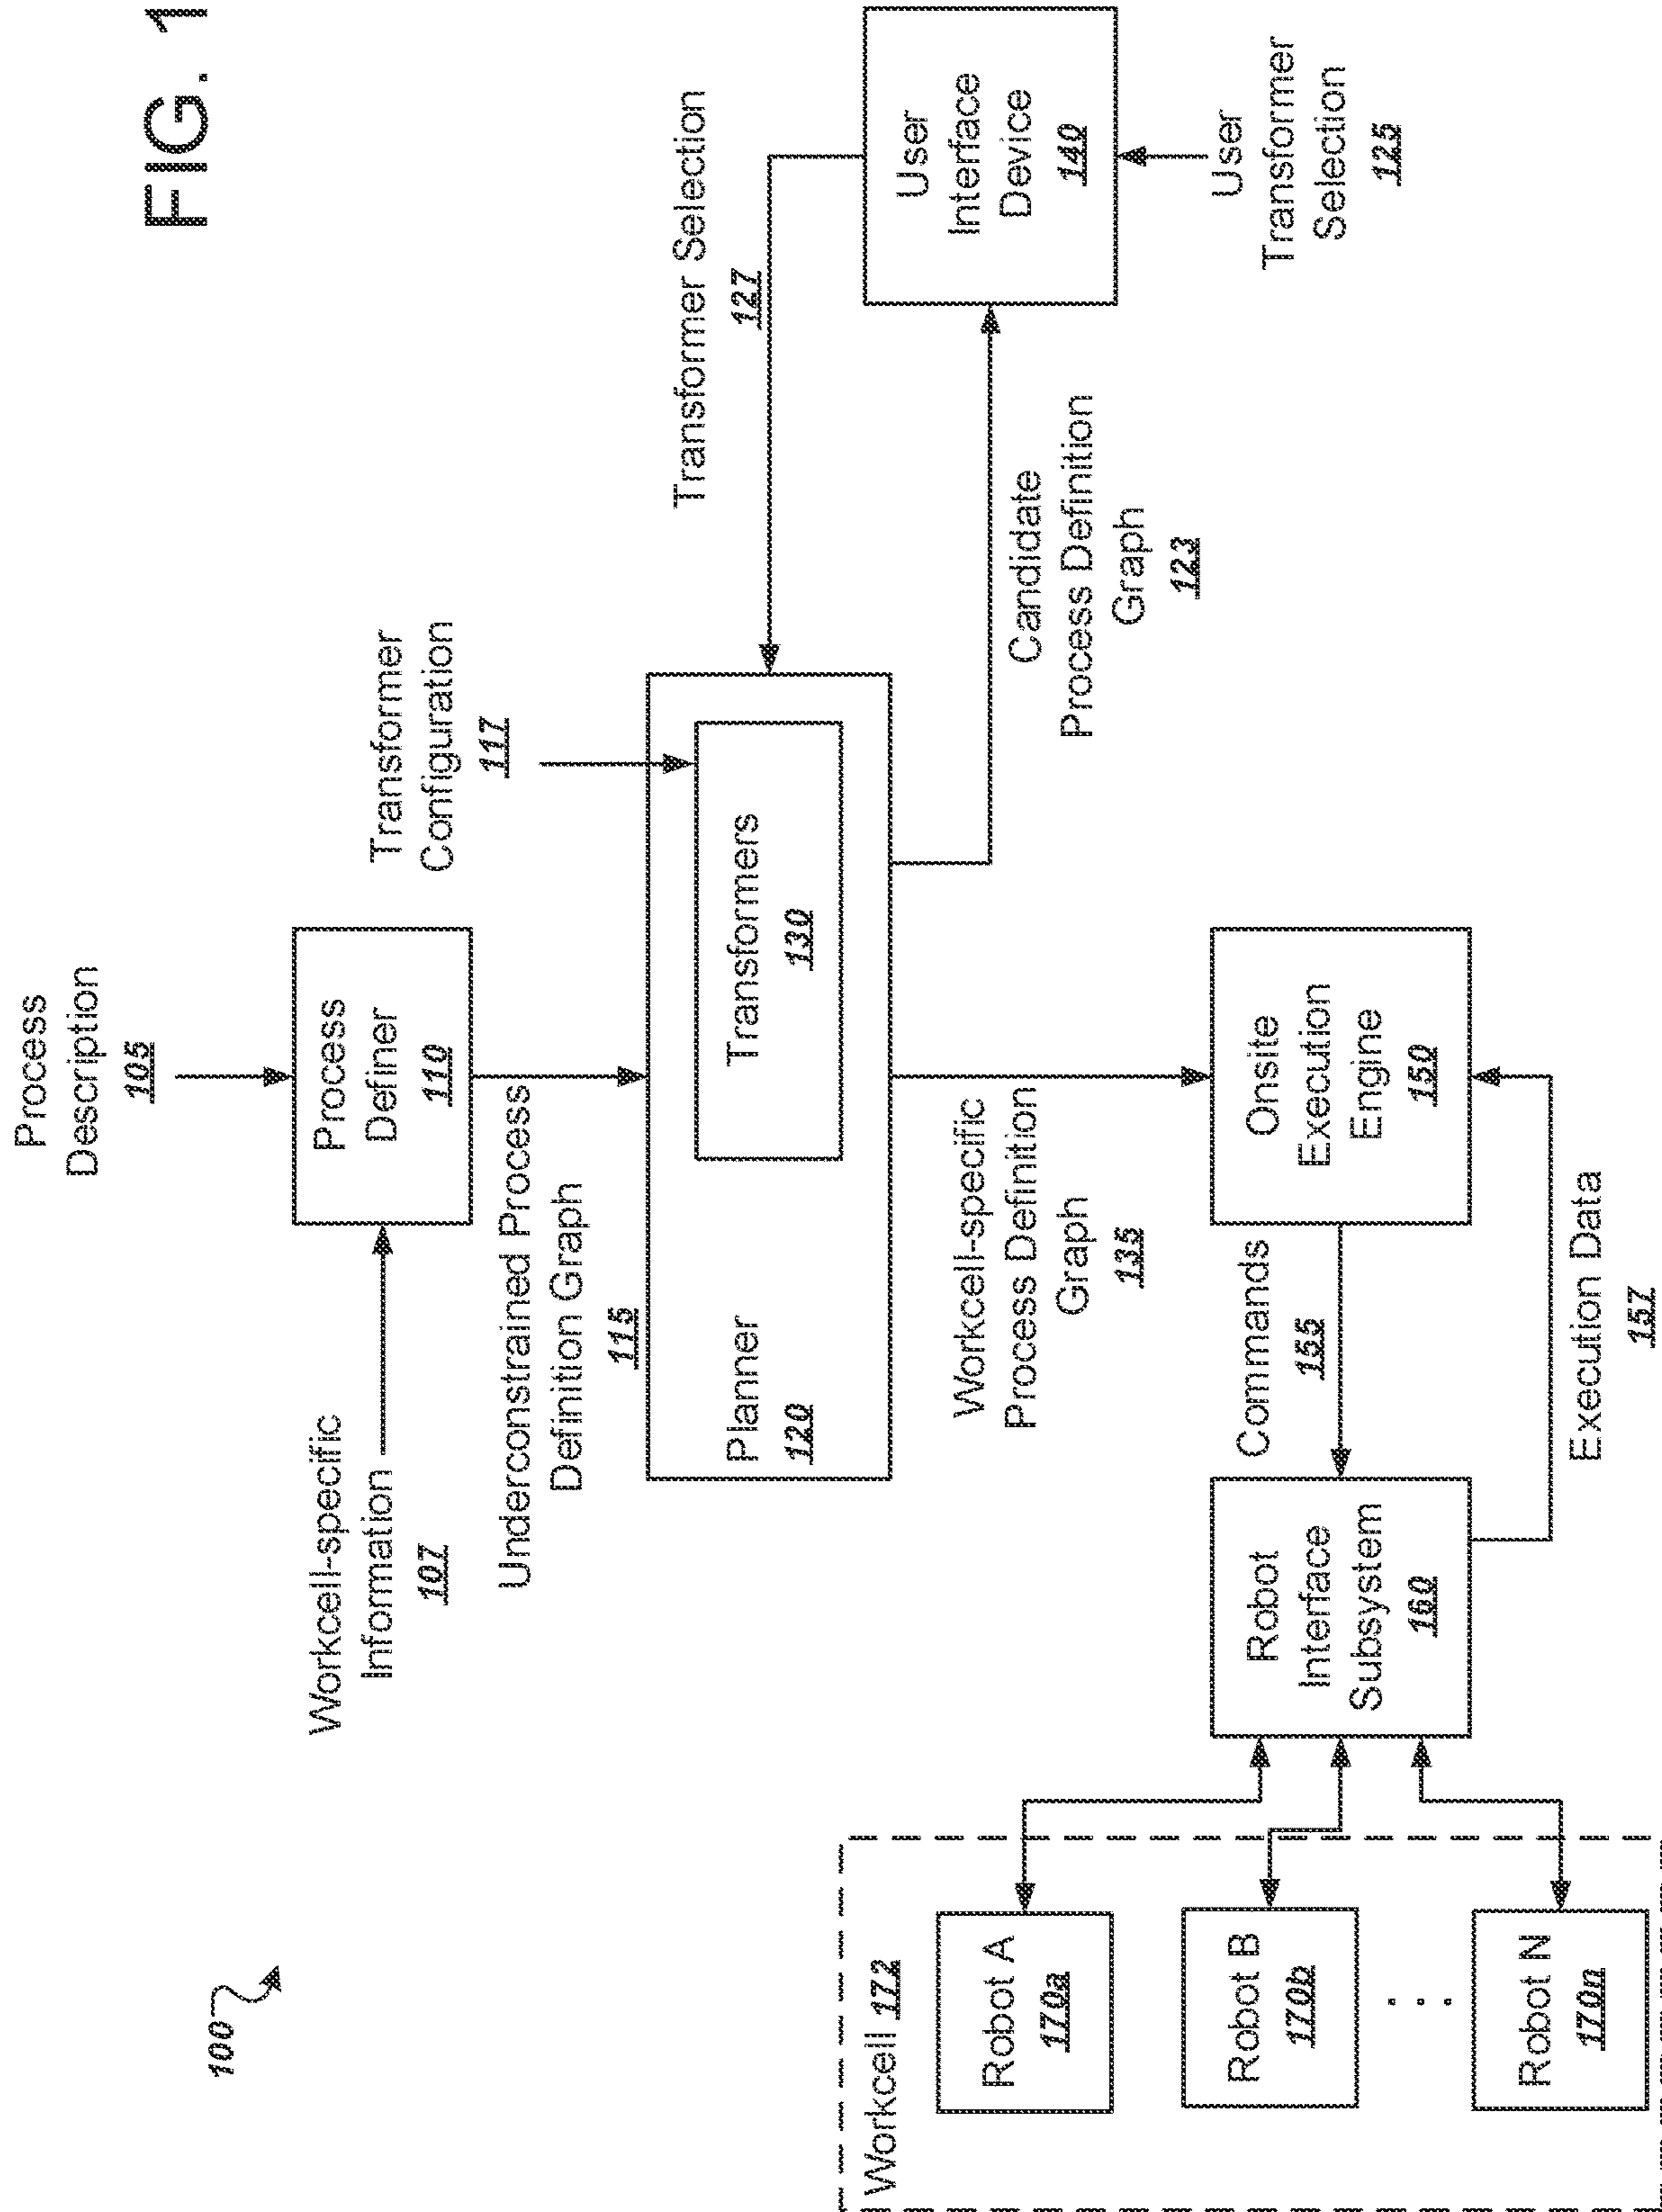 FIG. 1
100
Process
Description
105
Workcell-specific
Information
107
Process
Definer
110
Underconstrained Process
Definition Graph
115
Transformer
Configuration
117
Planner
120
Transformers
130
Transformer Selection
127
User
Interface
Device
140
User
Transformer
Selection
125
Candidate
Process Definition
Graph
123
Workcell-specific
Process Definition
Graph
135
Onsite
Execution
Engine
150
Commands
155
Execution Data
157
Robot
Interface
Subsystem
160
Workcell 172
Robot A
170a
Robot B
170b
. . .
Robot N
170n